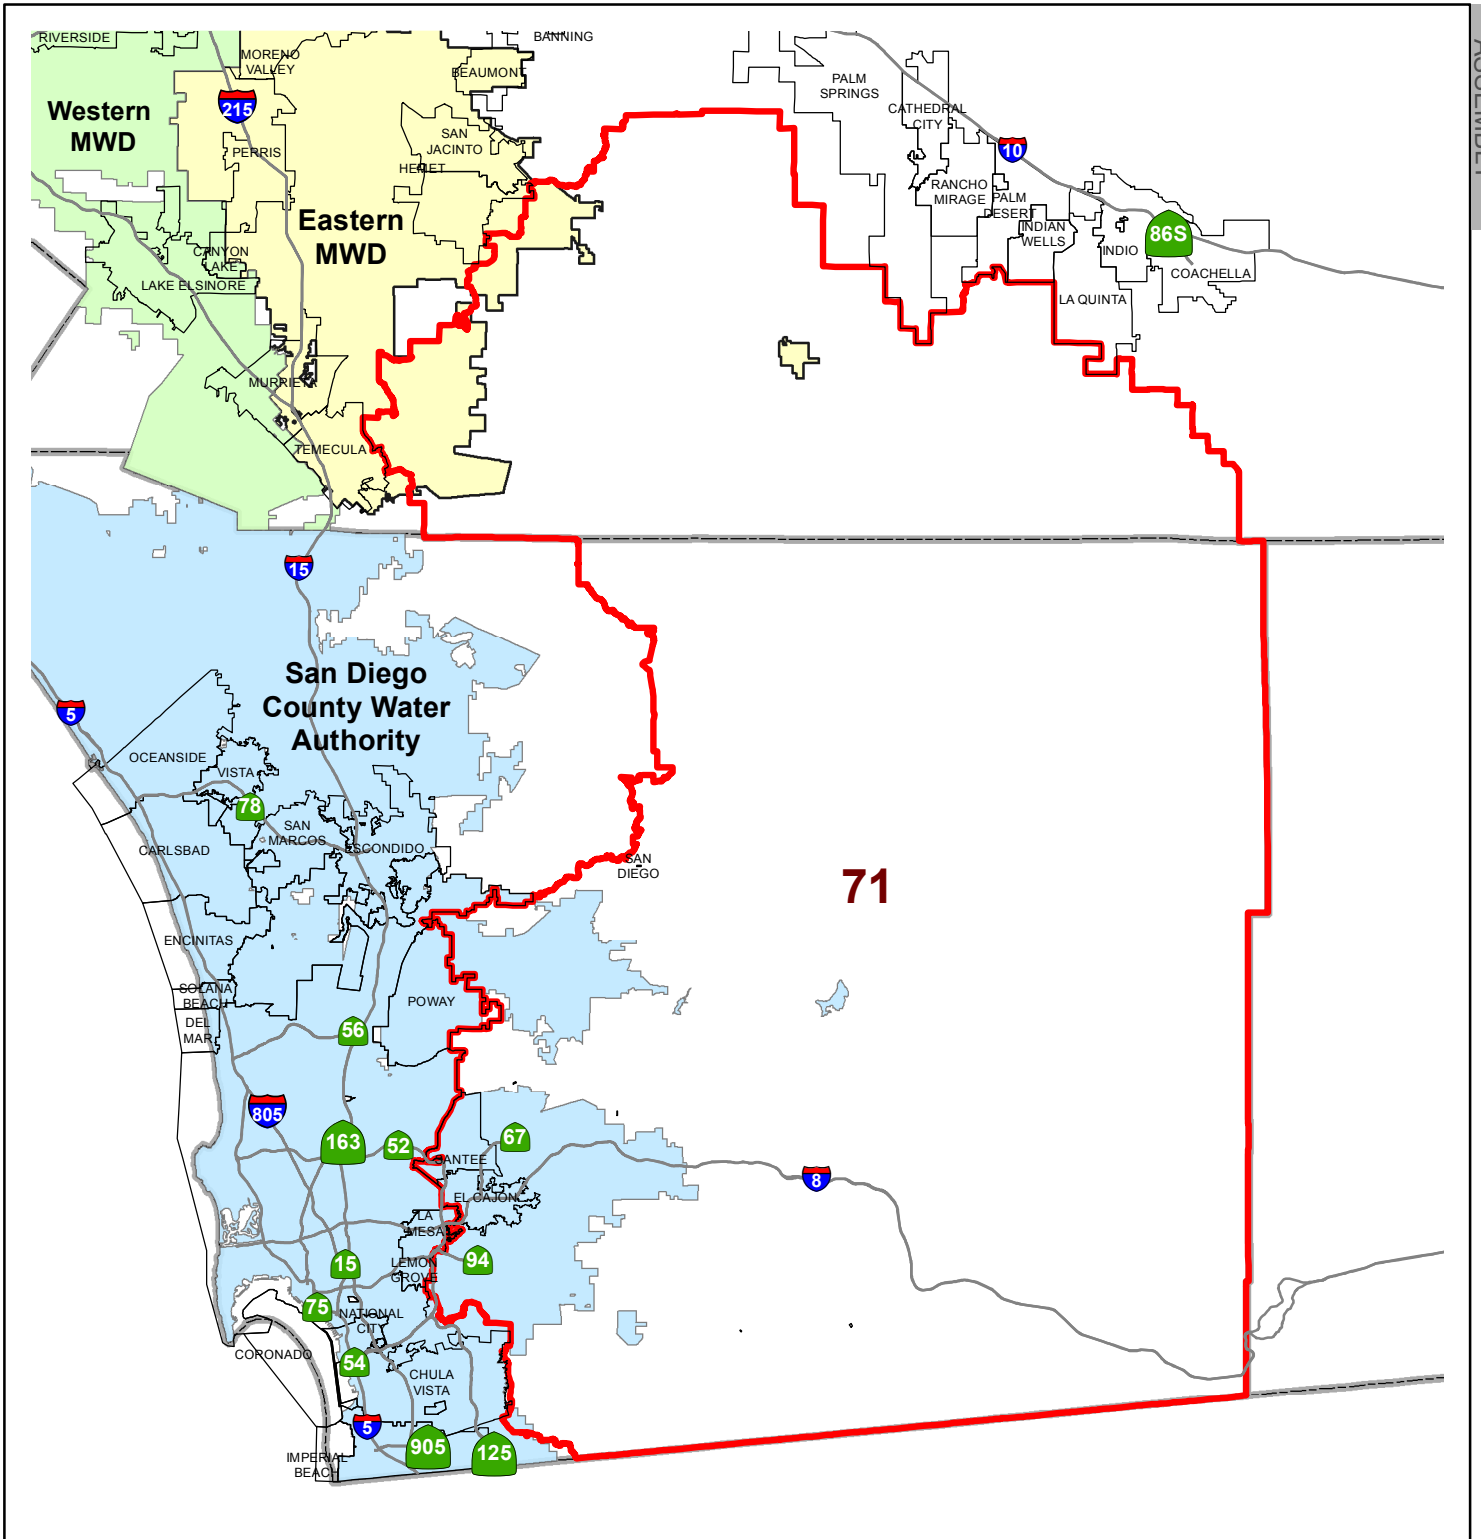 RIVERSIDE
BANNING
MORENO
VALLEY
BEAUMONT
ASSEMBLY
PALM
SPRINGS
Western
MWD
215
CATHEDRAL
CITY
SAN
JACINTO
10
PERRIS
HEMET
RANCHO
MIRAGE
PALM
DESERT
Eastern
MWD
INDIAN
WELLS
86S
INDIO
CANYON
LAKE
COACHELLA
LAKE ELSINORE
LA QUINTA
MURRIETA
TEMECULA
15
San Diego
County Water
Authority
5
OCEANSIDE
VISTA
78
SAN
MARCOS
ESCONDIDO
CARLSBAD
SAN
DIEGO
71
ENCINITAS
SOLANA
BEACH
POWAY
DEL
MAR
56
805
163
52
67
SANTEE
8
EL CAJON
LA
MESA
15
LEMON
GROVE
94
75
NATIONAL
CITY
CORONADO
54
CHULA
VISTA
5
905
125
IMPERIAL
BEACH